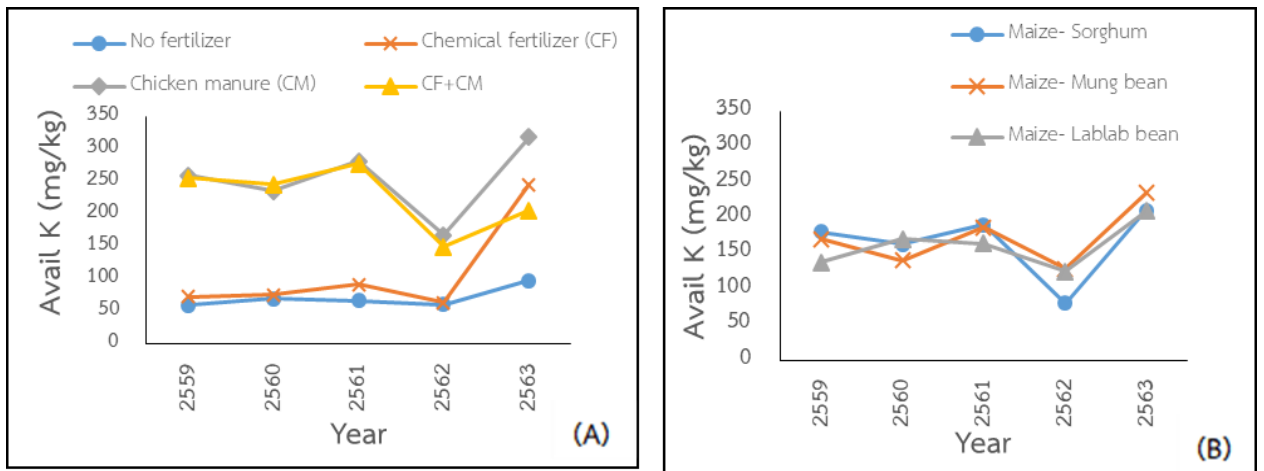 No fertilizer
Chemical fertilizer (CF)
Chicken manure (CM)
CF+CM
350
300
250
200
150
100
50
0
Avail K (mg/kg)
2559
2560
2561
2562
2563
Year
(A)
Maize- Sorghum
Maize- Mung bean
Maize- Lablab bean
350
300
250
200
150
100
50
0
Avail K (mg/kg)
2559
2560
2561
2562
2563
Year
(B)